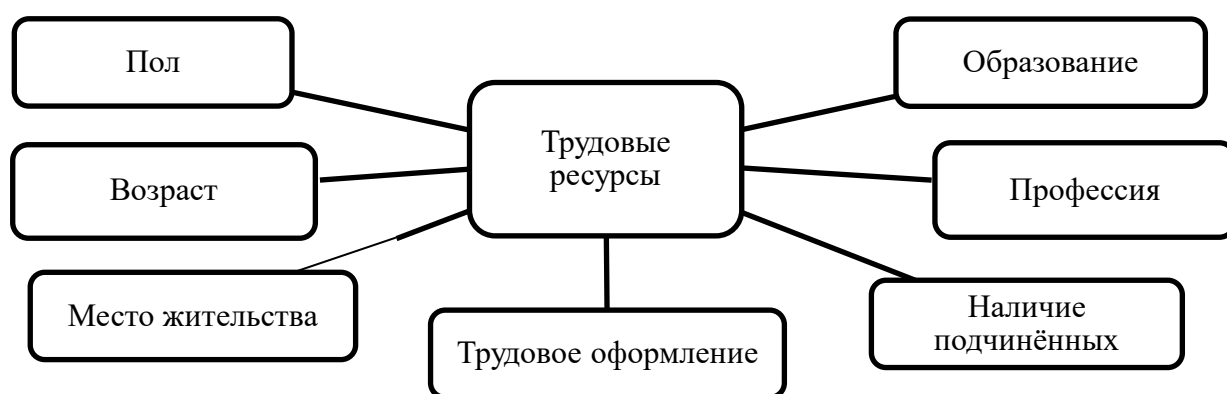 Пол
Образование
Трудовые
ресурсы
Возраст
Профессия
Место жительства
Трудовое оформление
Наличие
подчинённых